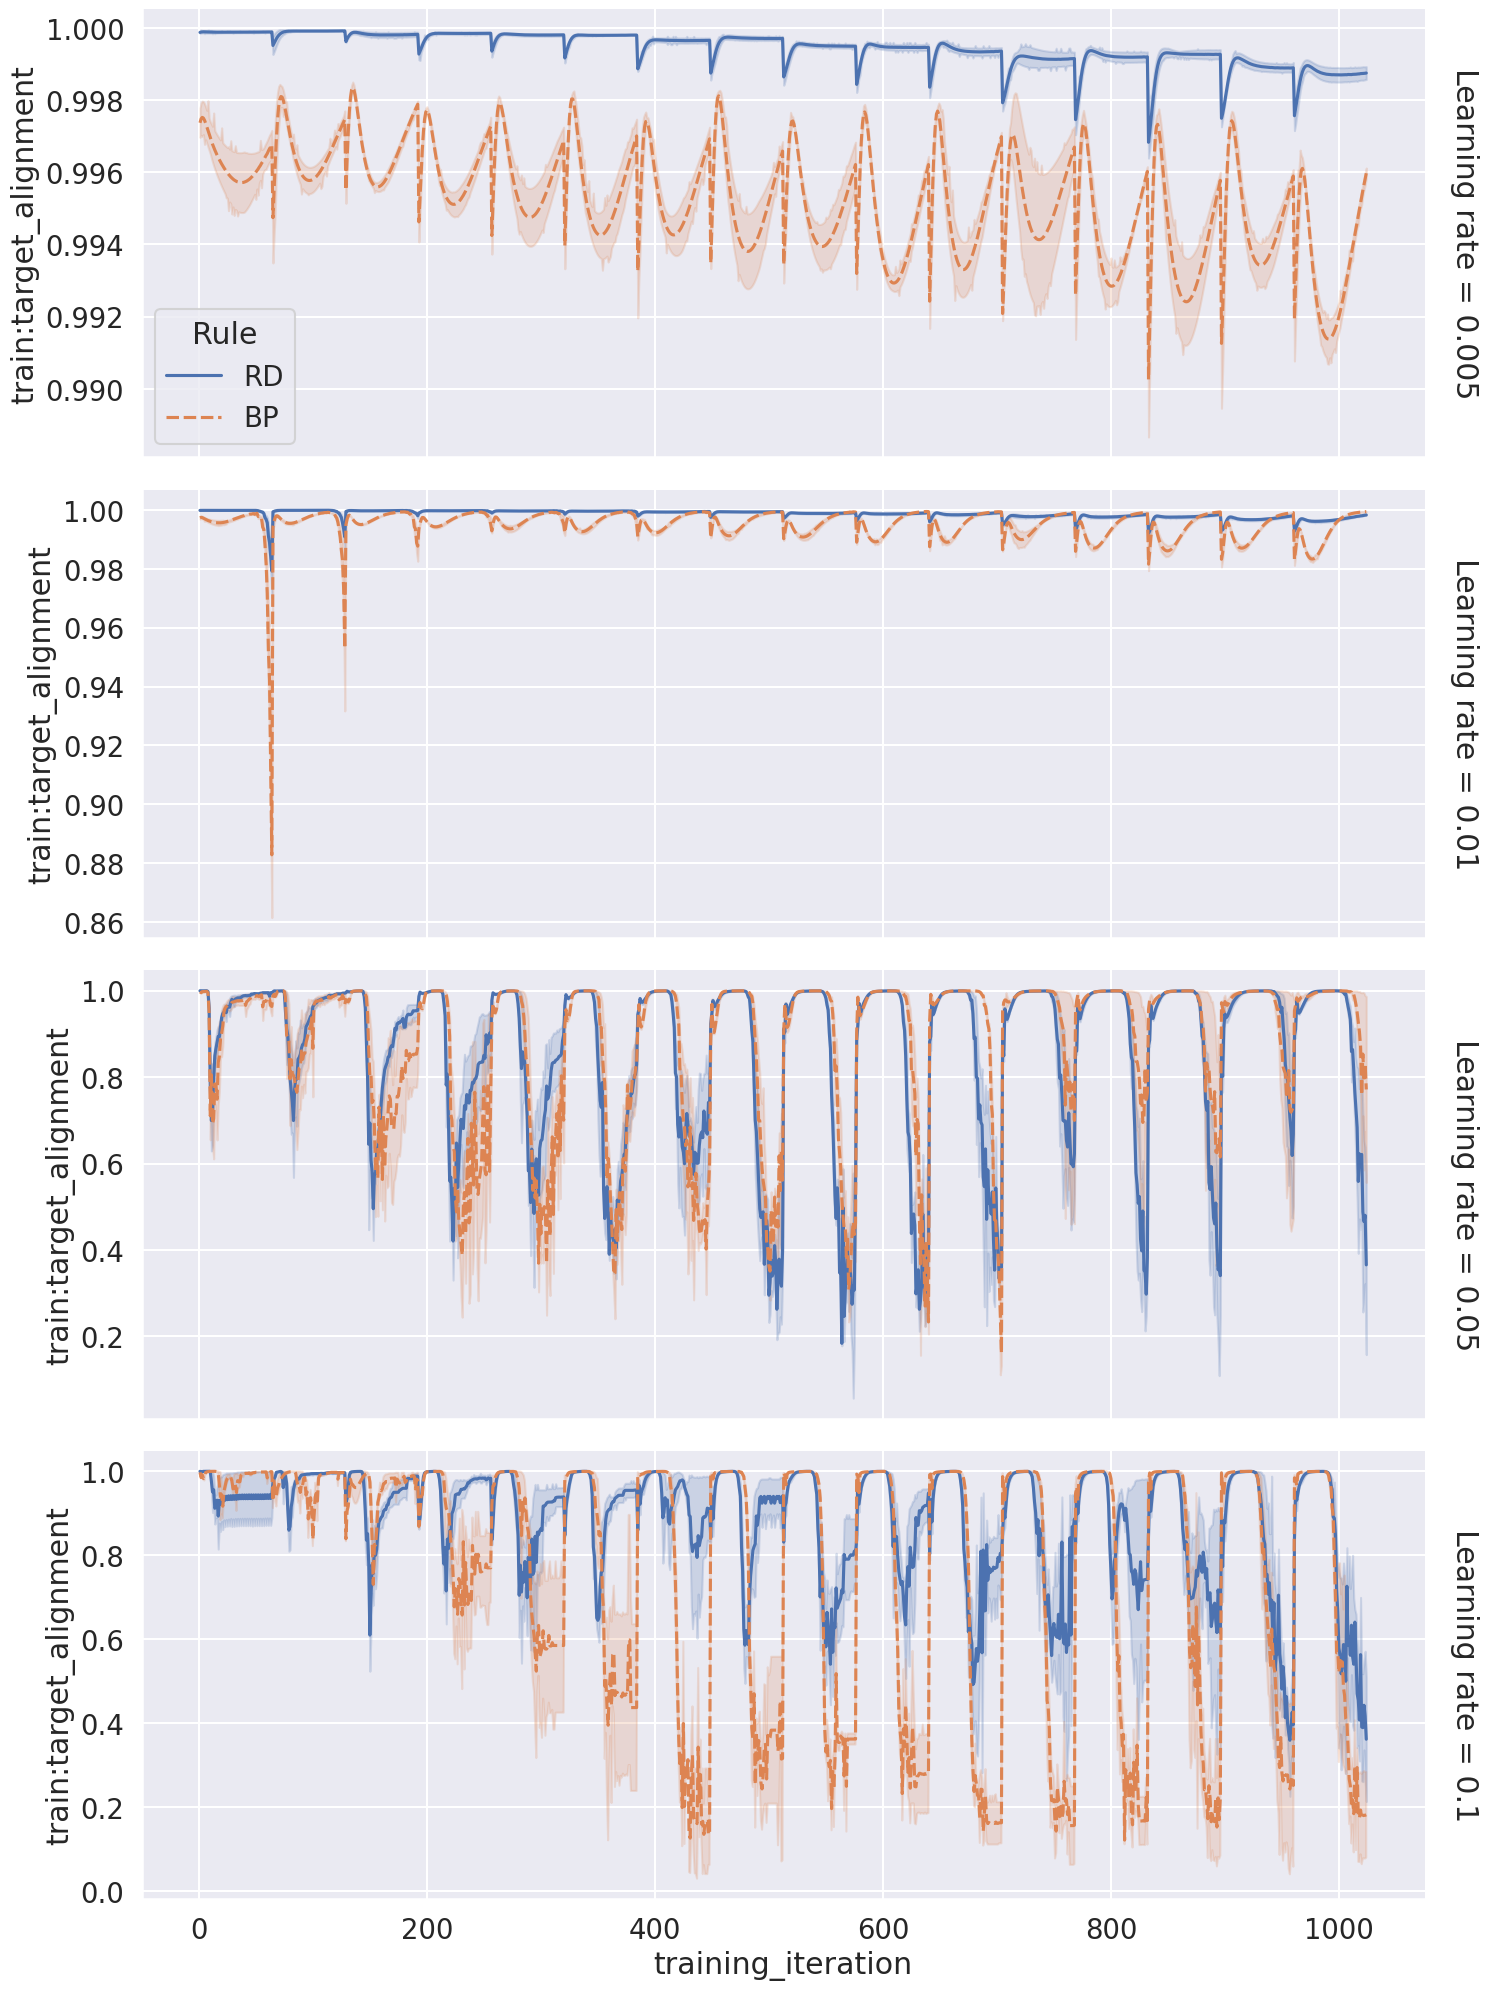 1.000
0.998
0.996
0.994
0.992
0.990
train:target_alignment
Rule
RD
BP
Learning rate = 0.005
1.00
0.98
0.96
0.94
0.92
0.90
0.88
0.86
train:target_alignment
Learning rate = 0.01
1.0
0.8
0.6
0.4
0.2
train:target_alignment
Learning rate = 0.05
1.0
0.8
0.6
0.4
0.2
0.0
train:target_alignment
Learning rate = 0.1
0 200 400 600 800 1000
training_iteration